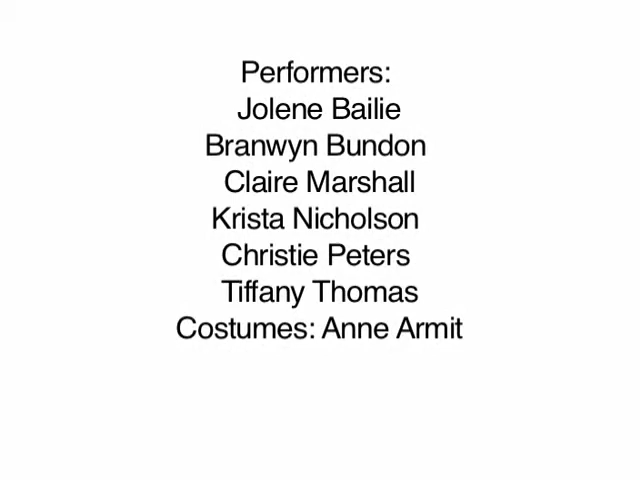 Performers:
Jolene Bailie
Branwyn Bundon
Claire Marshall
Krista Nicholson
Christie Peters
Tiffany Thomas
Costumes: Anne Armit